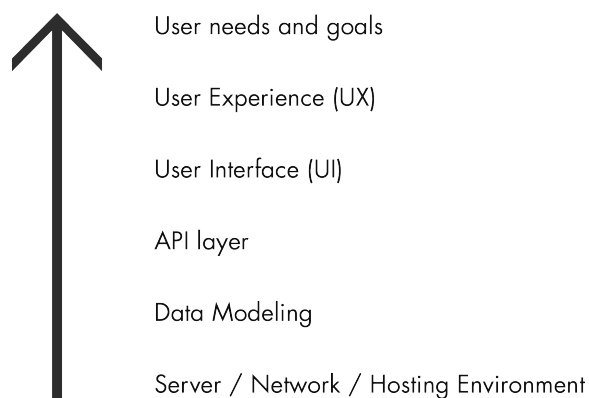 User needs and goals
User Experience (UX)
User Interface (UI)
API layer
Data Modeling
Server / Network / Hosting Environment